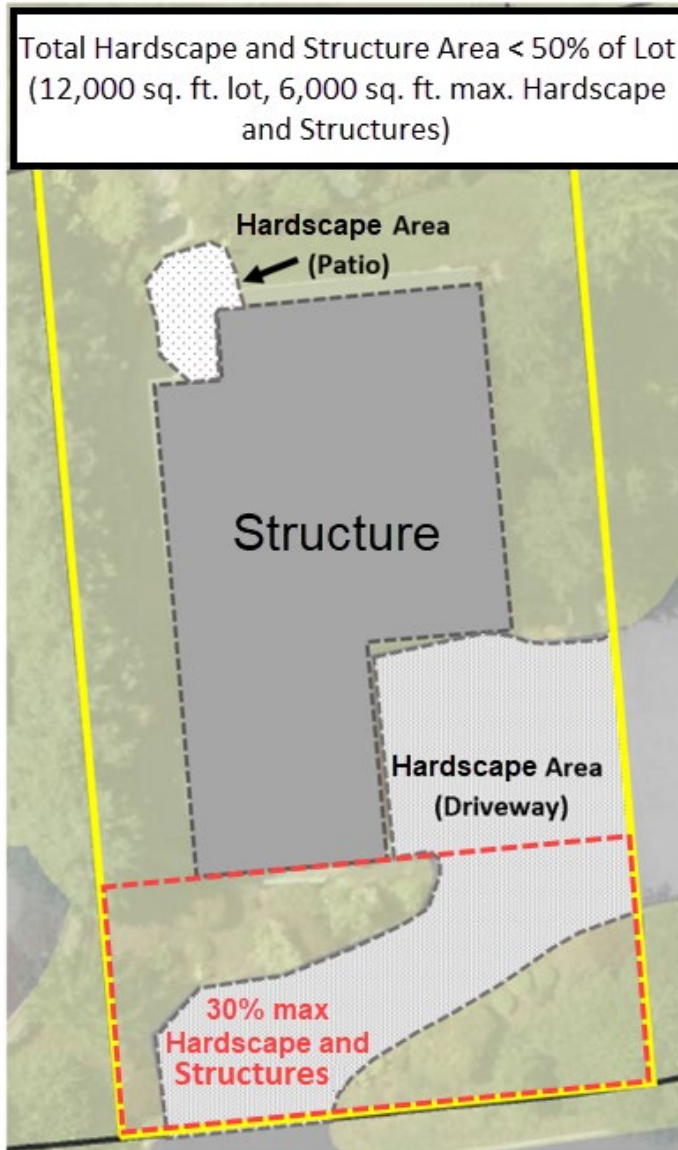 Total Hardscape and Structure Area < 50% of Lot
(12,000 sq. ft. lot, 6,000 sq. ft. max. Hardscape
and Structures)
Hardscape Area
(Patio)
Structure
Hardscape Area
(Driveway)
30% max
Hardscape and
Structures